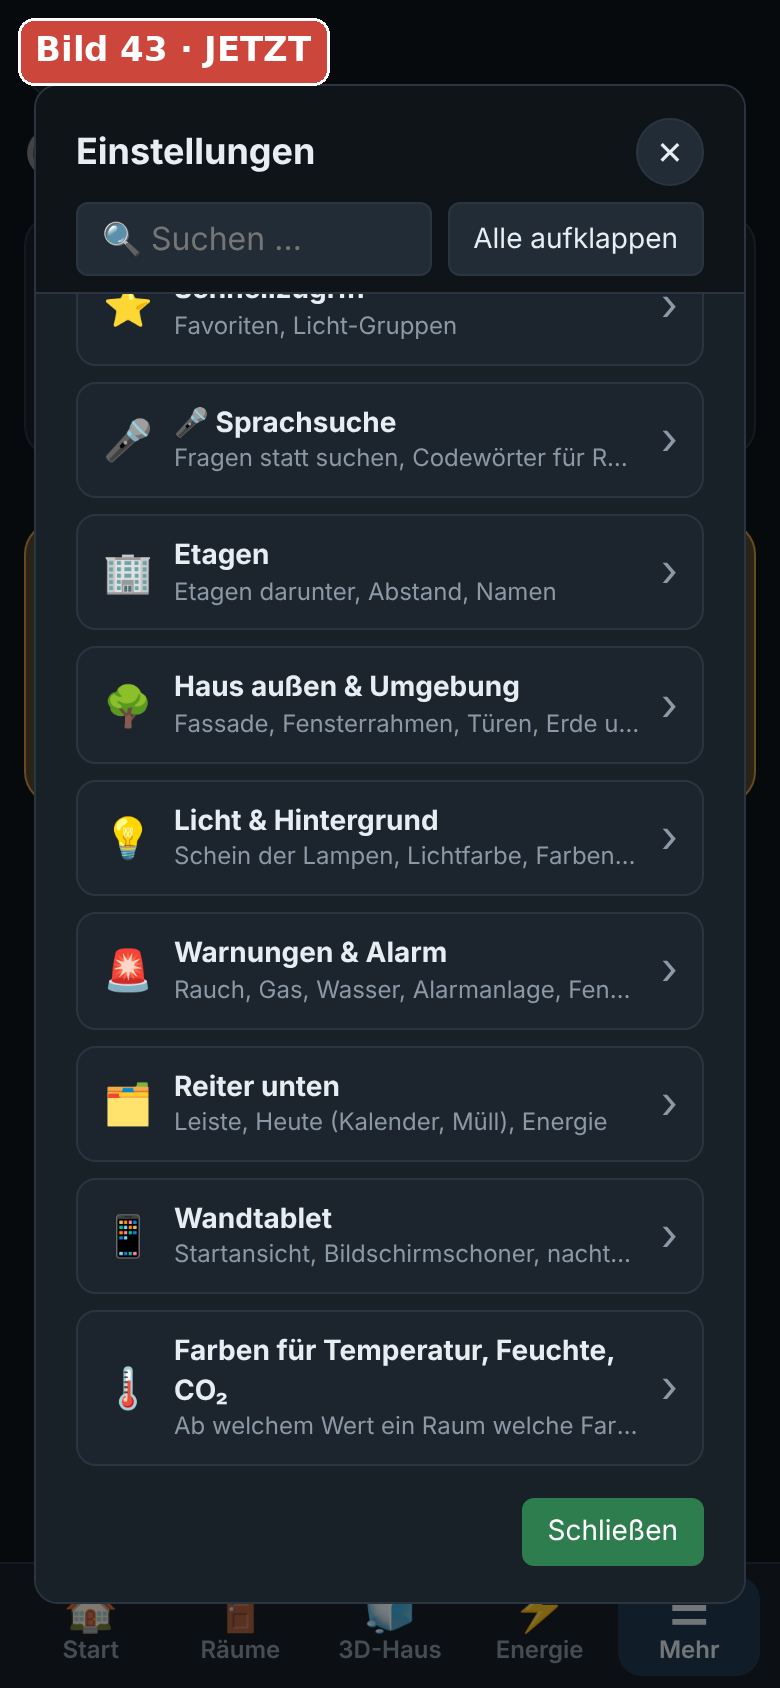 Bild 43 · JETZT
Einstellungen
Suchen ...
Alle aufklappen
Schnellzugriff
Favoriten, Licht-Gruppen
Sprachsuche
Fragen statt suchen, Codewörter für R...
Etagen
Etagen darunter, Abstand, Namen
Haus außen & Umgebung
Fassade, Fensterrahmen, Türen, Erde u...
Licht & Hintergrund
Schein der Lampen, Lichtfarbe, Farben...
Warnungen & Alarm
Rauch, Gas, Wasser, Alarmanlage, Fen...
Reiter unten
Leiste, Heute (Kalender, Müll), Energie
Wandtablet
Startansicht, Bildschirmschoner, nacht...
Farben für Temperatur, Feuchte,
CO₂
Ab welchem Wert ein Raum welche Far...
Schließen
Start
Räume
3D-Haus
Energie
Mehr